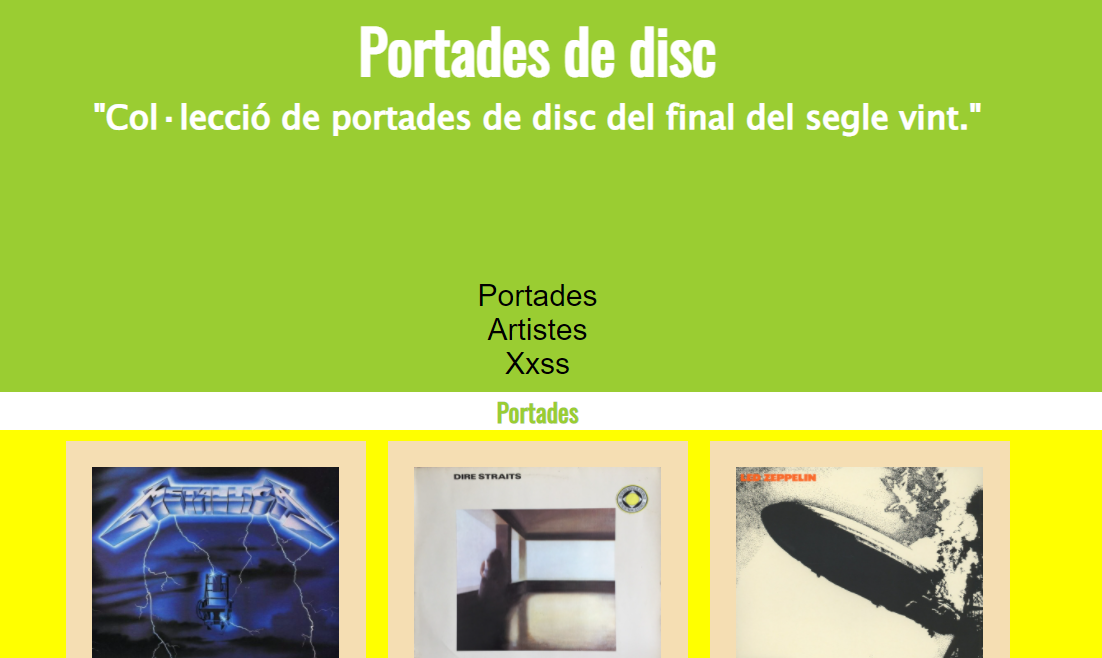 Portades de disc
"Col·lecció de portades de disc del final del segle vint."
Portades
Artistes
Xxss
Portades
METALLICA
DIRE STRAITS
LED ZEPPELIN